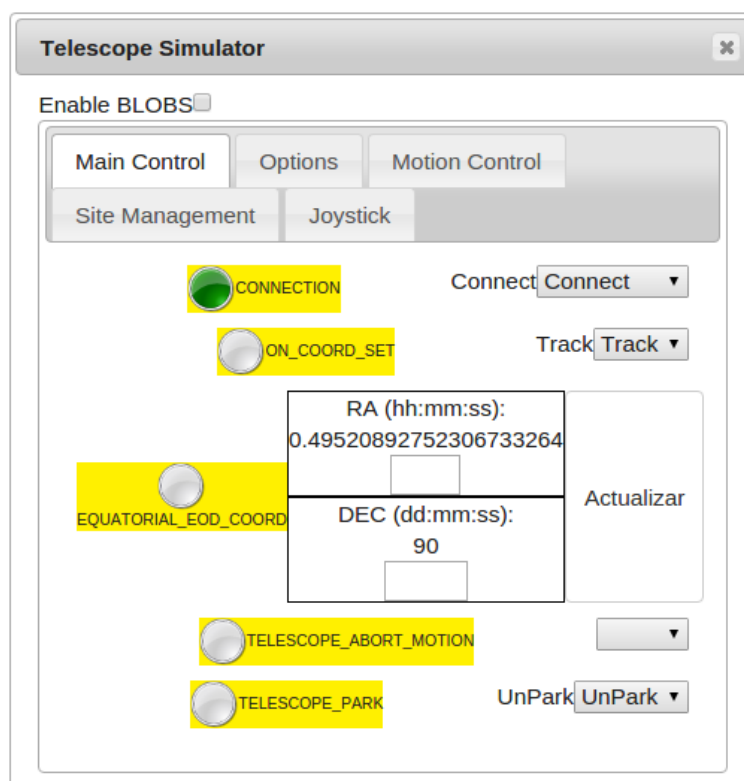 Telescope Simulator
Enable BLOBS
Main Control Options Motion Control
Site Management Joystick
CONNECTION Connect Connect
ON_COORD_SET Track Track
RA (hh:mm:ss):
0.49520892752306733264
EQUATORIAL_EOD_COORD
Actualizar
DEC (dd:mm:ss):
90
TELESCOPE_ABORT_MOTION
TELESCOPE_PARK UnPark UnPark